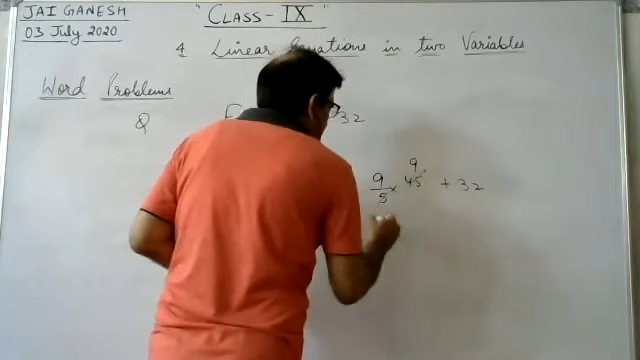 JAI GANESH
"CLASS-IX"
03 July 2020
4 Linear Equations in two Variables
Word Problems
Q F 32
9/5 × 45 + 32
9